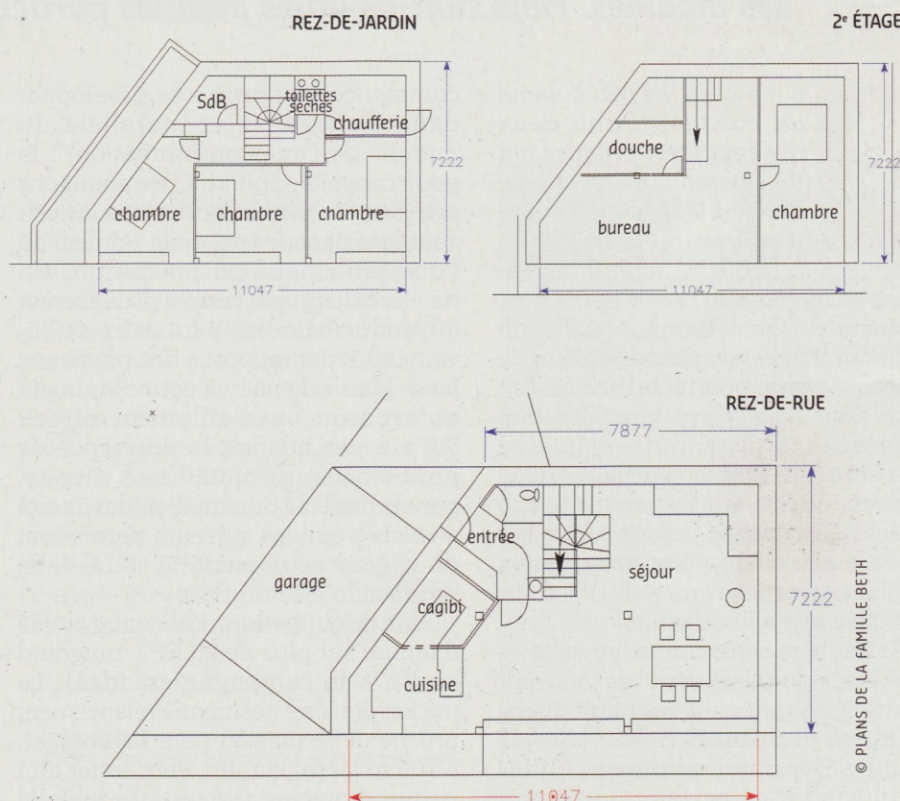 REZ-DE-JARDIN
SdB
toilettes
sèches
chaufferie
chambre
chambre
chambre
7222
11047
2e ÉTAGE
douche
bureau
chambre
7222
11047
REZ-DE-RUE
7877
entrée
garage
séjour
cagibi
cuisine
7222
11047
© PLANS DE LA FAMILLE BETH